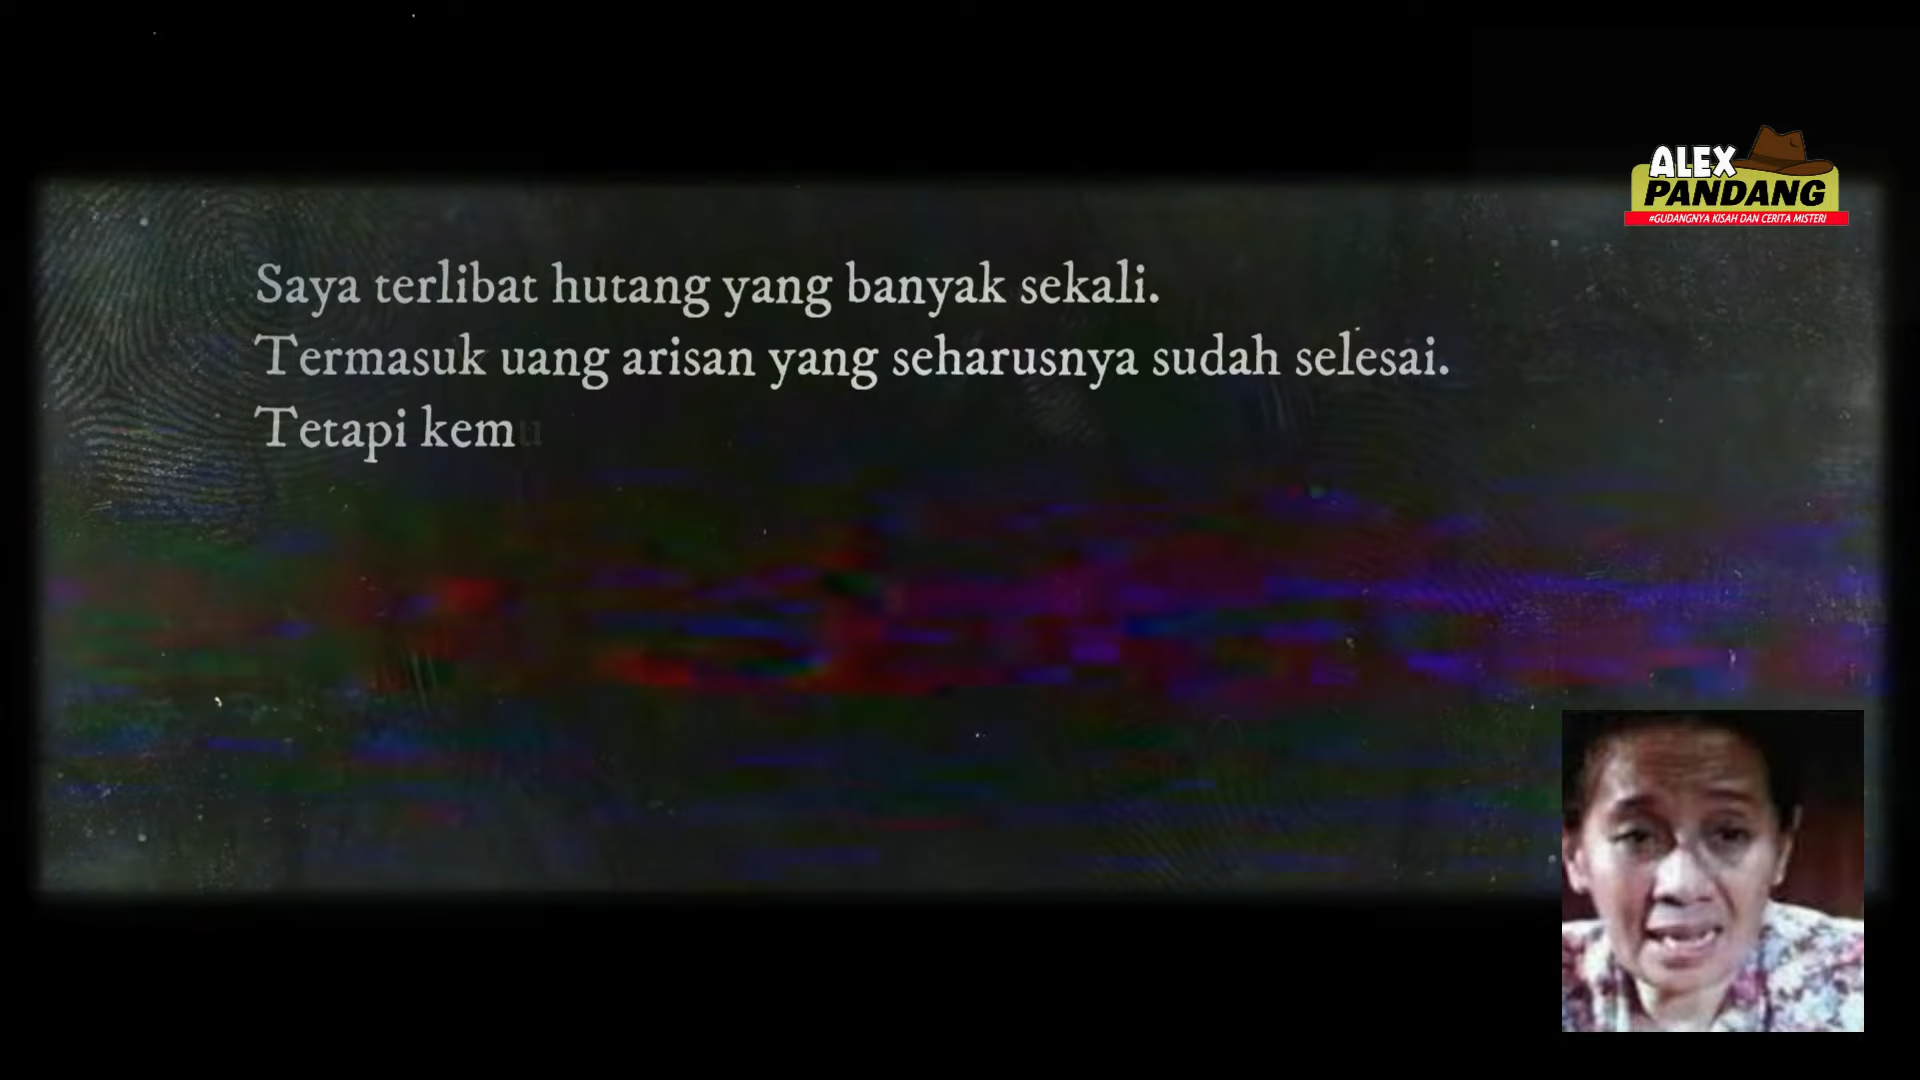 ALEX
PANDANG
#GUDANGNYA KISAH DAN CERITA MISTERI
Saya terlibat hutang yang banyak sekali.
Termasuk uang arisan yang seharusnya sudah selesai.
Tetapi kemu